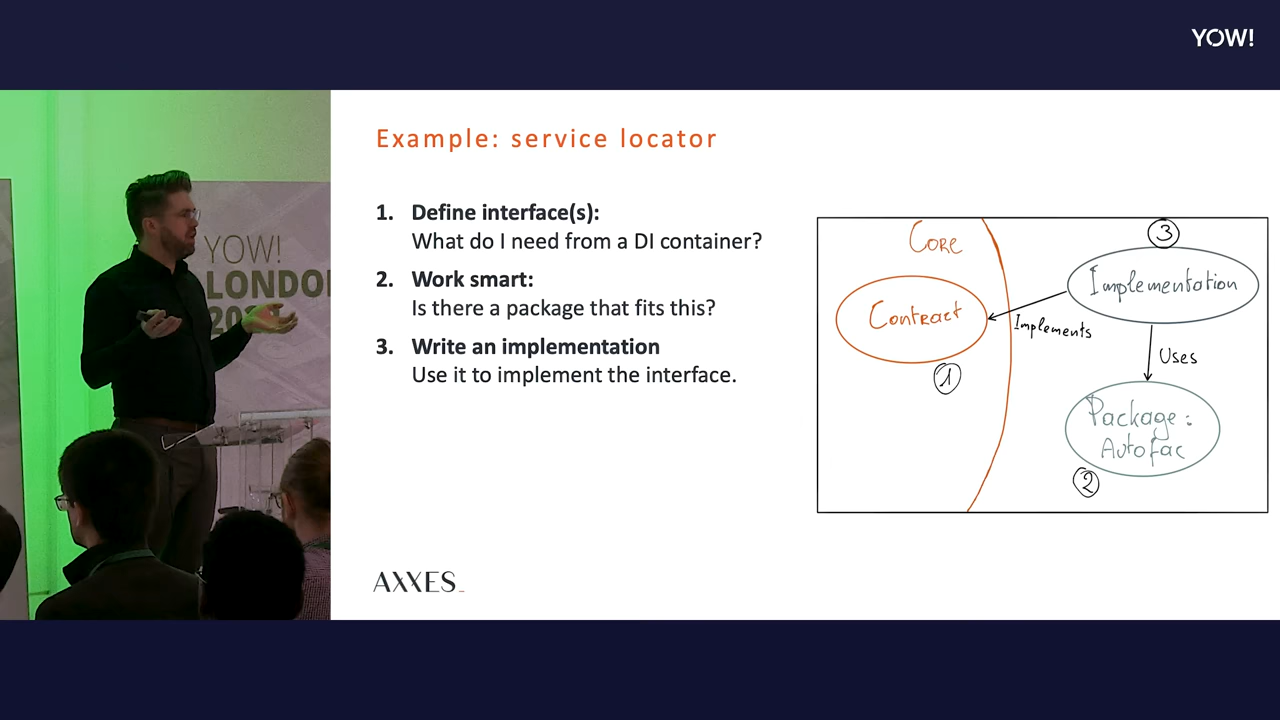 YOW!
YOW!
LONDON
Example: service locator
1. Define interface(s):
What do I need from a DI container?
2. Work smart:
Is there a package that fits this?
3. Write an implementation
Use it to implement the interface.
CORE
Contract
1
3
Implementation
Implements
Uses
Package:
Autofac
2
AXXES_